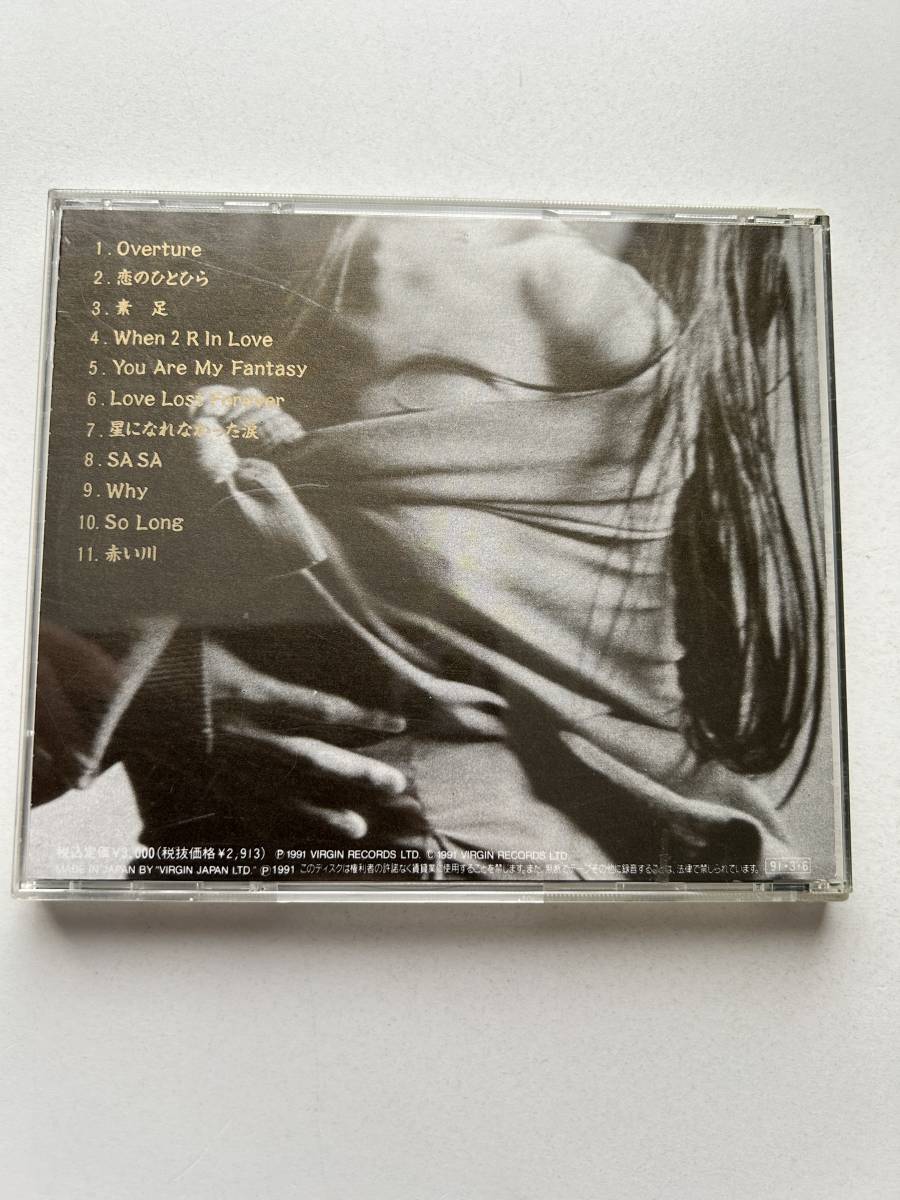 1. Overture
2. 恋のひとひら
3. 素 足
4. When 2 R In Love
5. You Are My Fantasy
6. Love Lost Forever
7. 星になれなかった涙
8. SA SA
9. Why
10. So Long
11. 赤い川
税込定価¥3,000(税抜価格¥2,913) Ⓟ 1991 VIRGIN RECORDS LTD. © 1991 VIRGIN RECORDS LTD.
MADE IN JAPAN BY "VIRGIN JAPAN LTD." Ⓟ 1991 このディスクは権利者の許諾なく賃貸業に使用することを禁じます。また、無断でテープその他に録音することは、法律で禁じられています。 91・3・6